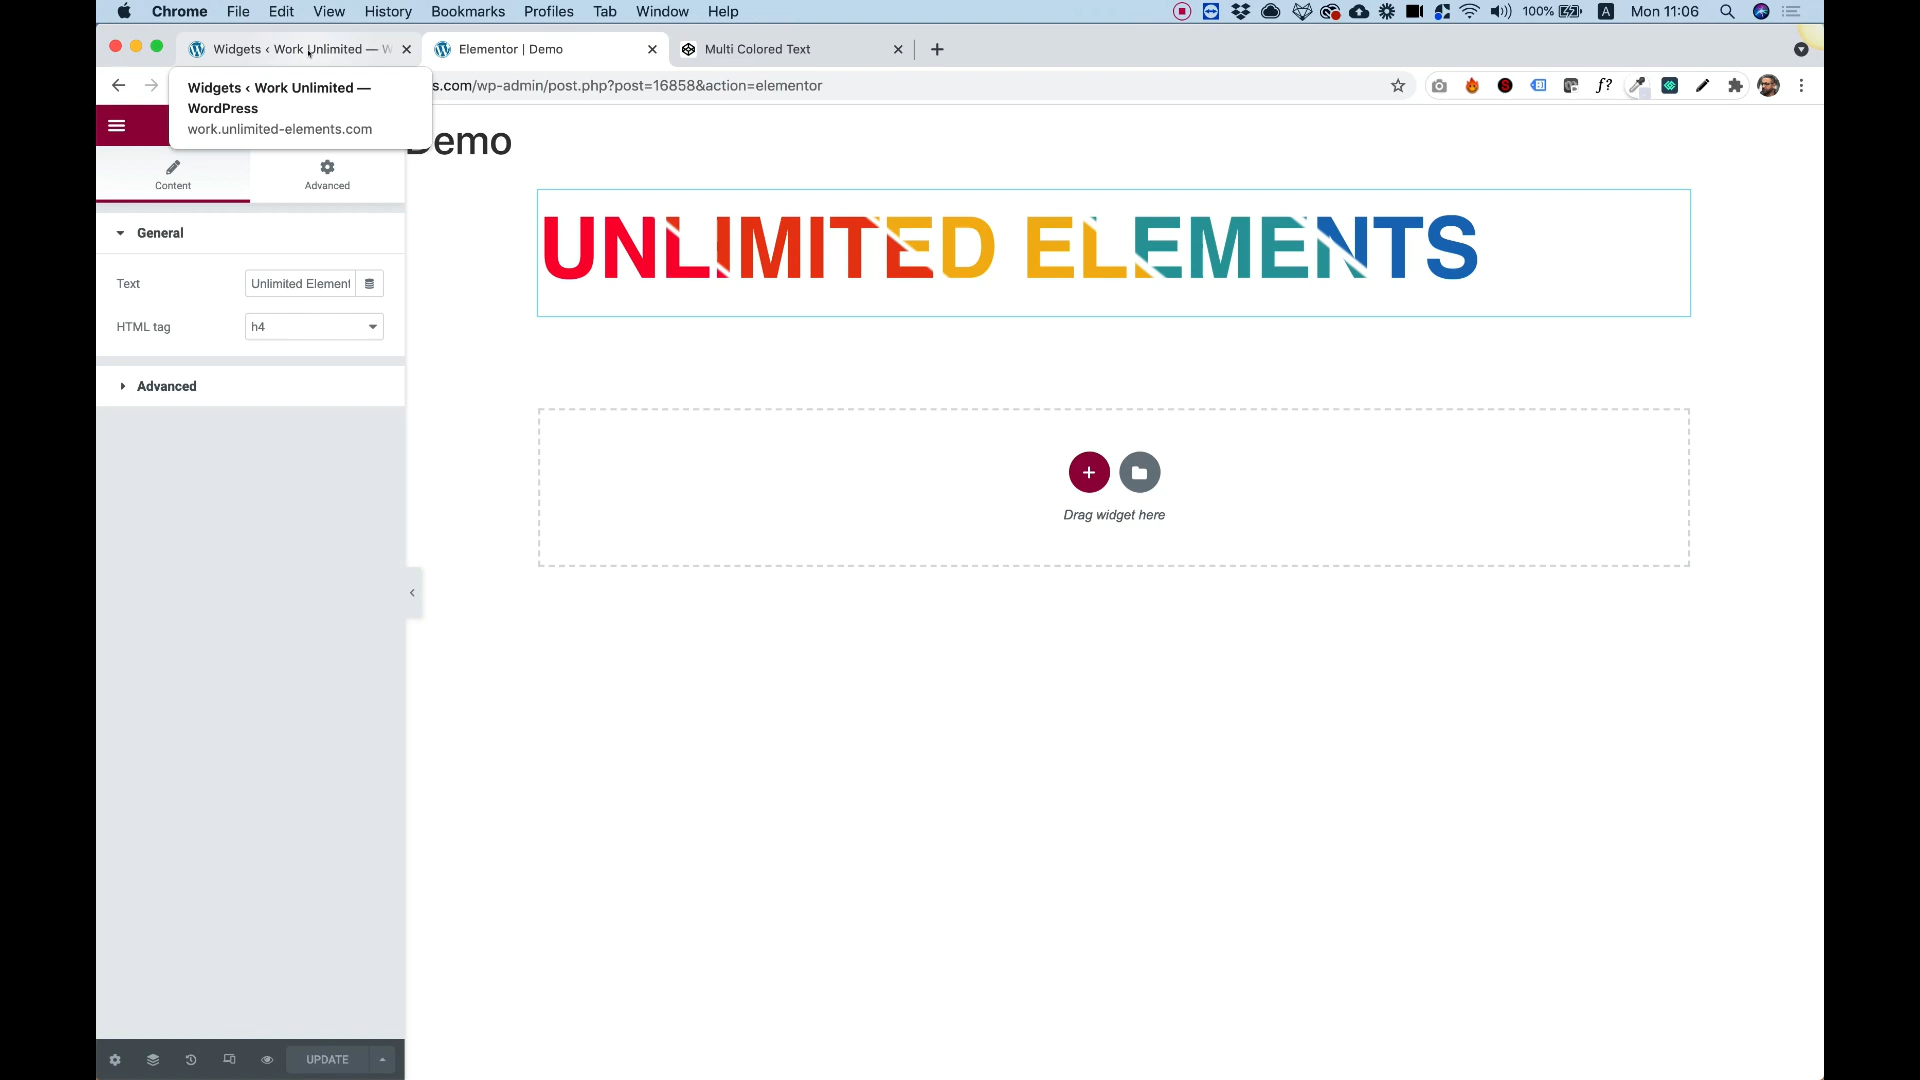 Chrome File Edit View History Bookmarks Profiles Tab Window Help 100% A Mon 11:06
Widgets ‹ Work Unlimited — W Elementor | Demo Multi Colored Text
s.com/wp-admin/post.php?post=16858&action=elementor f?
Widgets ‹ Work Unlimited —
WordPress
work.unlimited-elements.com
Demo
Content Advanced
UNLIMITED ELEMENTS
General
Text Unlimited Element
HTML tag h4
Advanced
Drag widget here
UPDATE